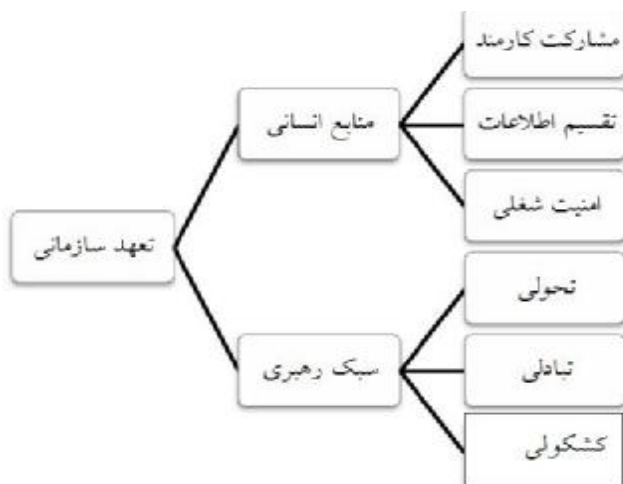 مشارکت کارمند
منابع انسانی
تقسیم اطلاعات
امنیت شغلی
تعهد سازمانی
تحولی
سبک رهبری
تبادلی
کشکولی